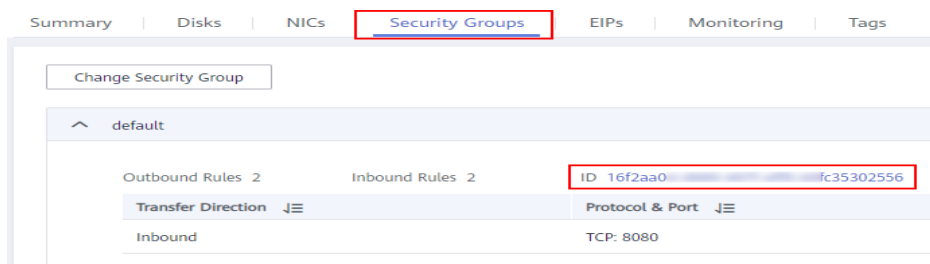 Summary Disks NICs Security Groups EIPs Monitoring Tags
Change Security Group
default
Outbound Rules 2 Inbound Rules 2 ID 16f2aa0 fc35302556
Transfer Direction Protocol & Port
Inbound TCP: 8080